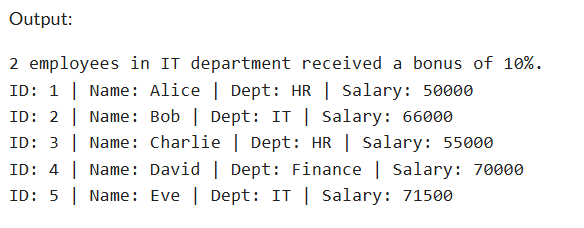 Output:
2 employees in IT department received a bonus of 10%.
ID: 1 | Name: Alice | Dept: HR | Salary: 50000
ID: 2 | Name: Bob | Dept: IT | Salary: 66000
ID: 3 | Name: Charlie | Dept: HR | Salary: 55000
ID: 4 | Name: David | Dept: Finance | Salary: 70000
ID: 5 | Name: Eve | Dept: IT | Salary: 71500